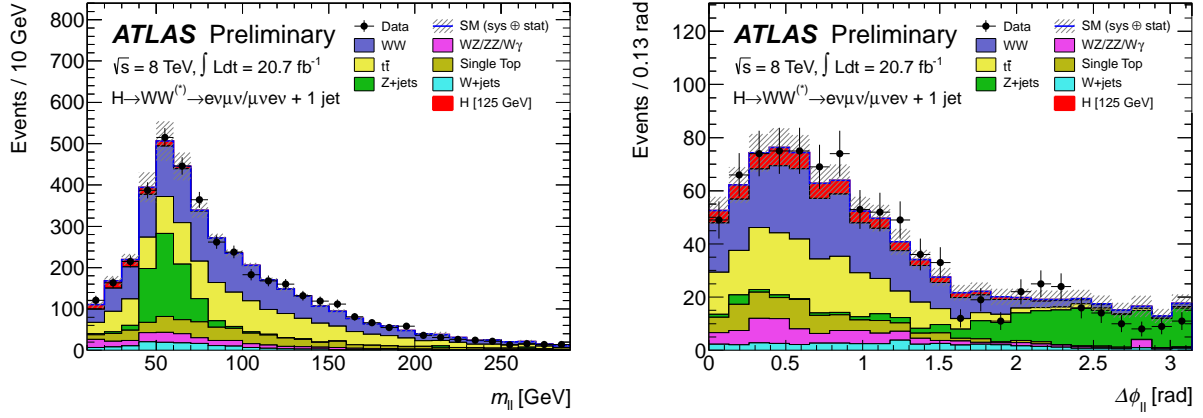 Events / 10 GeV
800
700
600
500
400
300
200
100
0
ATLAS Preliminary
√s = 8 TeV, ∫ Ldt = 20.7 fb⁻¹
H→WW(*)→eνμν/μνeν + 1 jet
Data
SM (sys ⊕ stat)
WW
WZ/ZZ/Wγ
tt̄
Single Top
Z+jets
W+jets
H [125 GeV]
50 100 150 200 250
m_ll [GeV]
Events / 0.13 rad
120
100
80
60
40
20
0
ATLAS Preliminary
√s = 8 TeV, ∫ Ldt = 20.7 fb⁻¹
H→WW(*)→eνμν/μνeν + 1 jet
Data
SM (sys ⊕ stat)
WW
WZ/ZZ/Wγ
tt̄
Single Top
Z+jets
W+jets
H [125 GeV]
0 0.5 1 1.5 2 2.5 3
Δϕ_ll [rad]